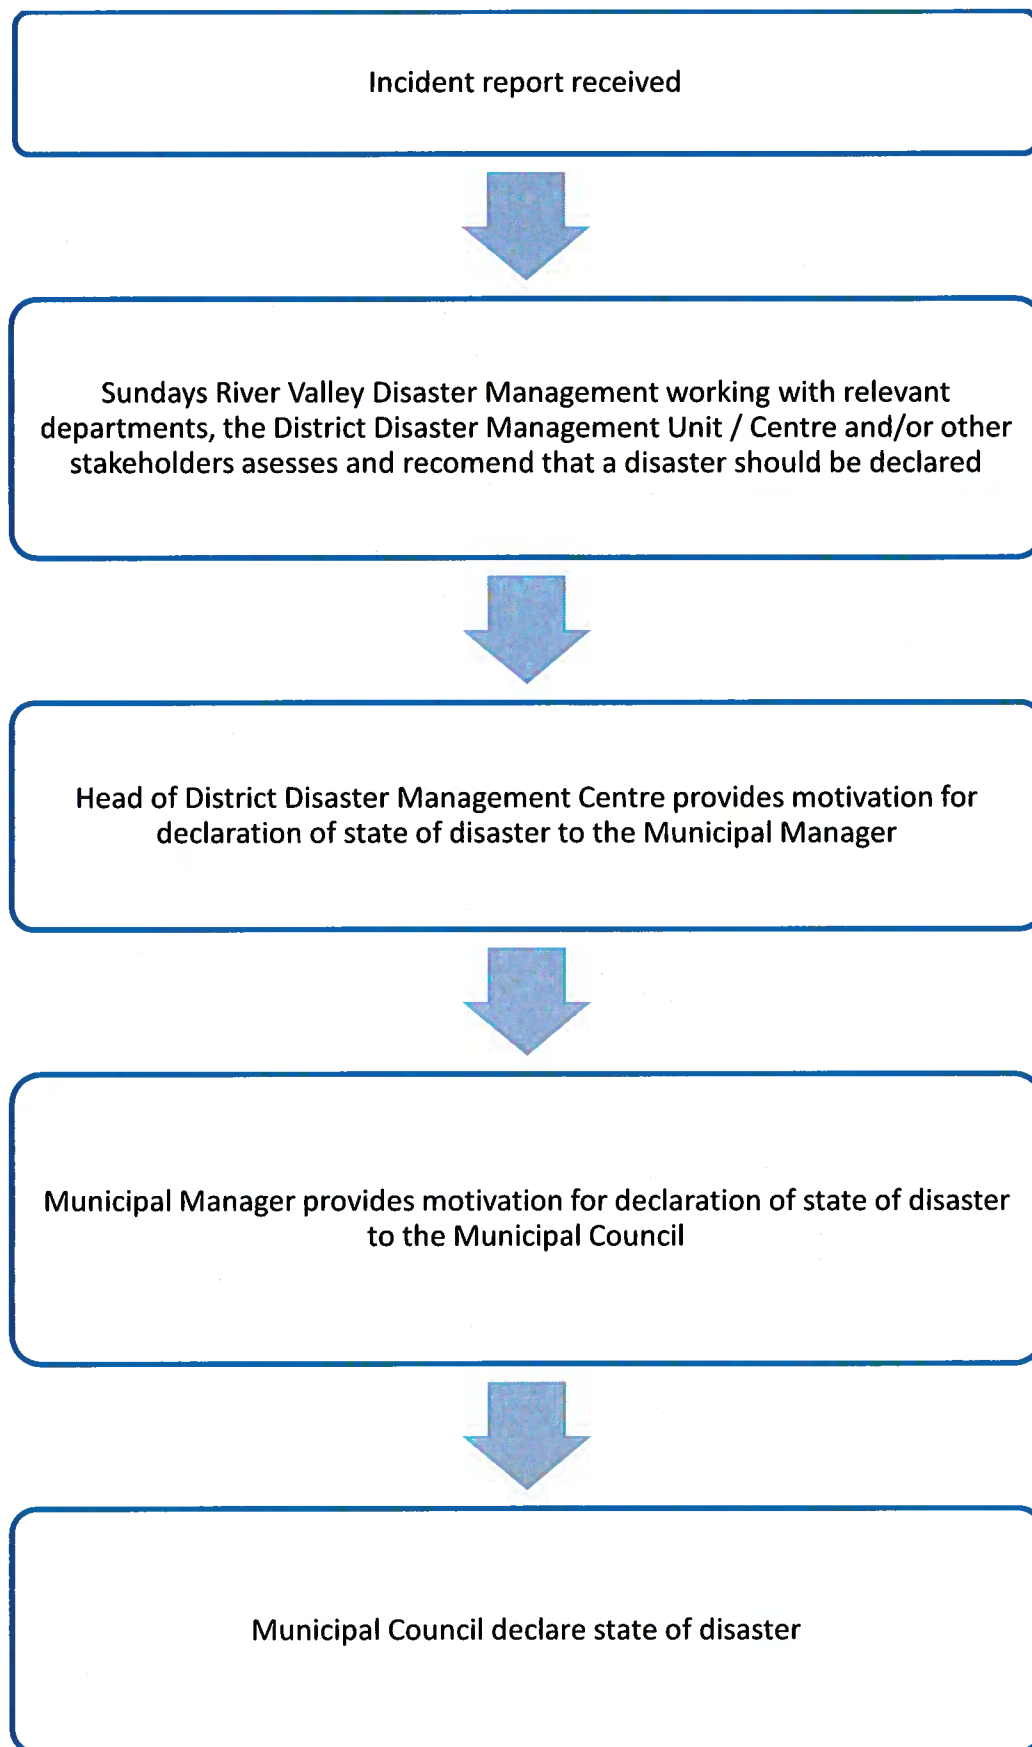 Incident report received
Sundays River Valley Disaster Management working with relevant
departments, the District Disaster Management Unit / Centre and/or other
stakeholders asesses and recomend that a disaster should be declared
Head of District Disaster Management Centre provides motivation for
declaration of state of disaster to the Municipal Manager
Municipal Manager provides motivation for declaration of state of disaster
to the Municipal Council
Municipal Council declare state of disaster